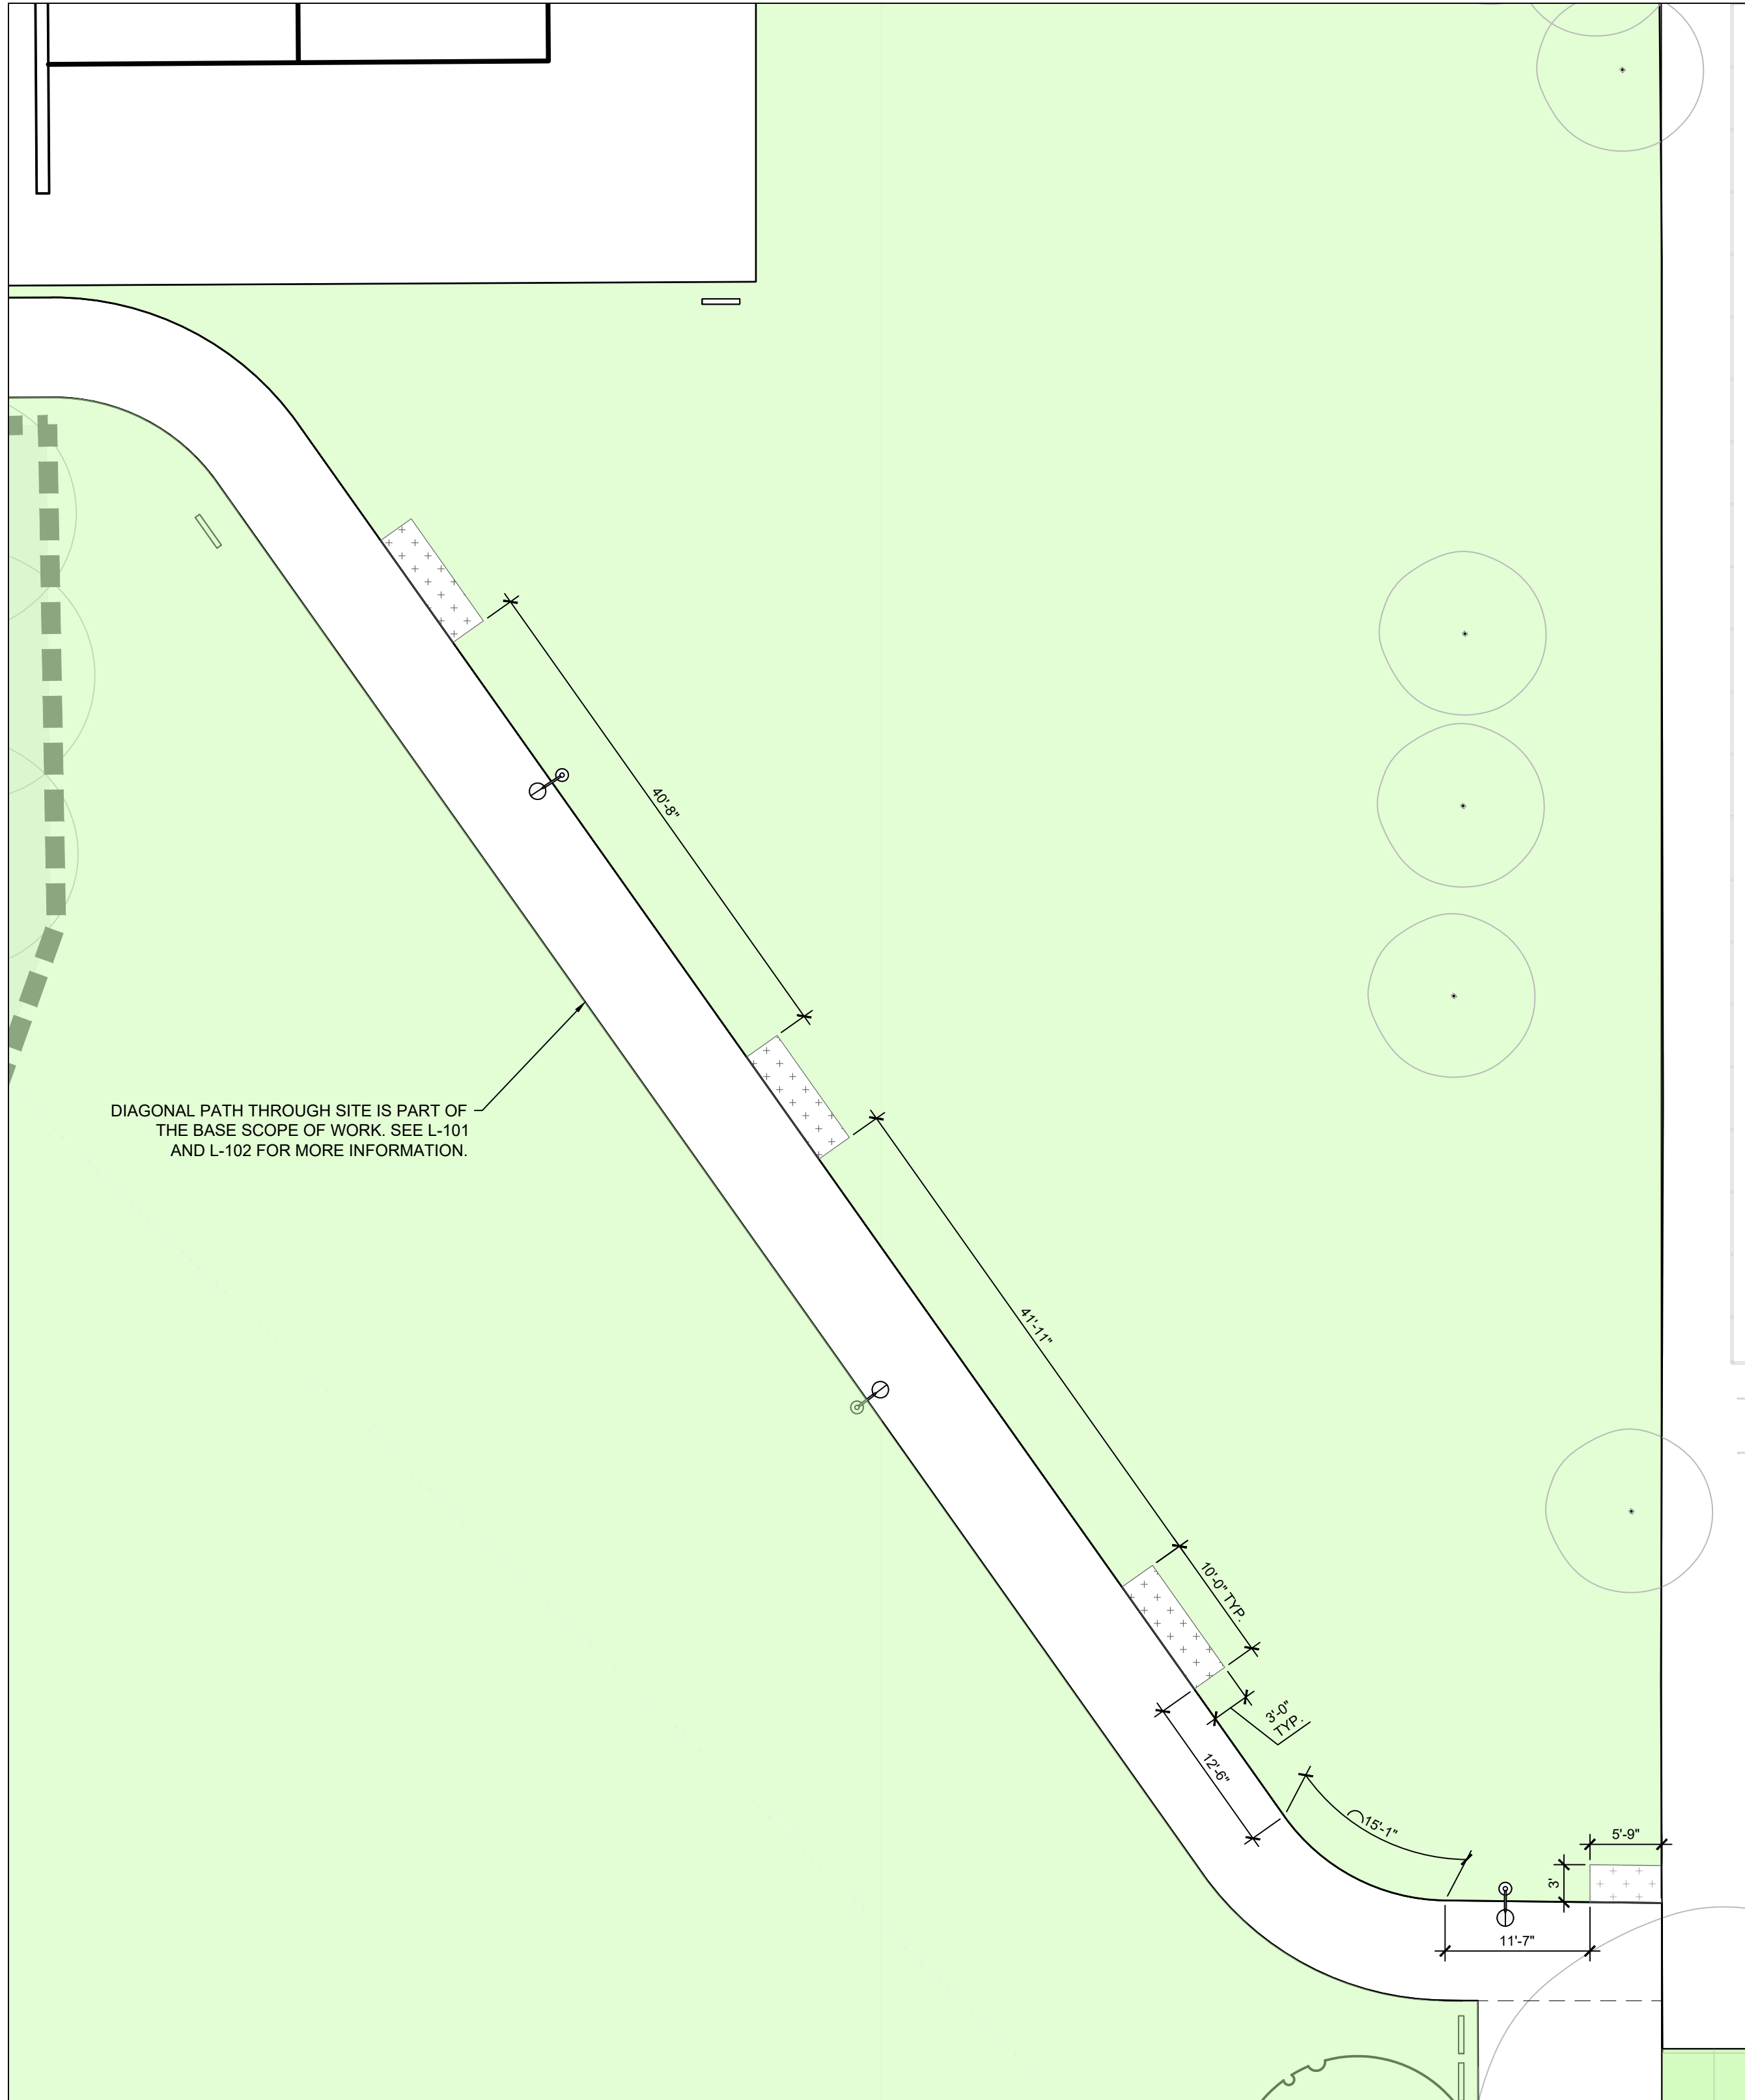 40'-8"
DIAGONAL PATH THROUGH SITE IS PART OF
THE BASE SCOPE OF WORK. SEE L-101
AND L-102 FOR MORE INFORMATION.
41'-11"
10'-0" TYP.
3'-0"
TYP.
12'-6"
15'-1"
5'-9"
3'
11'-7"